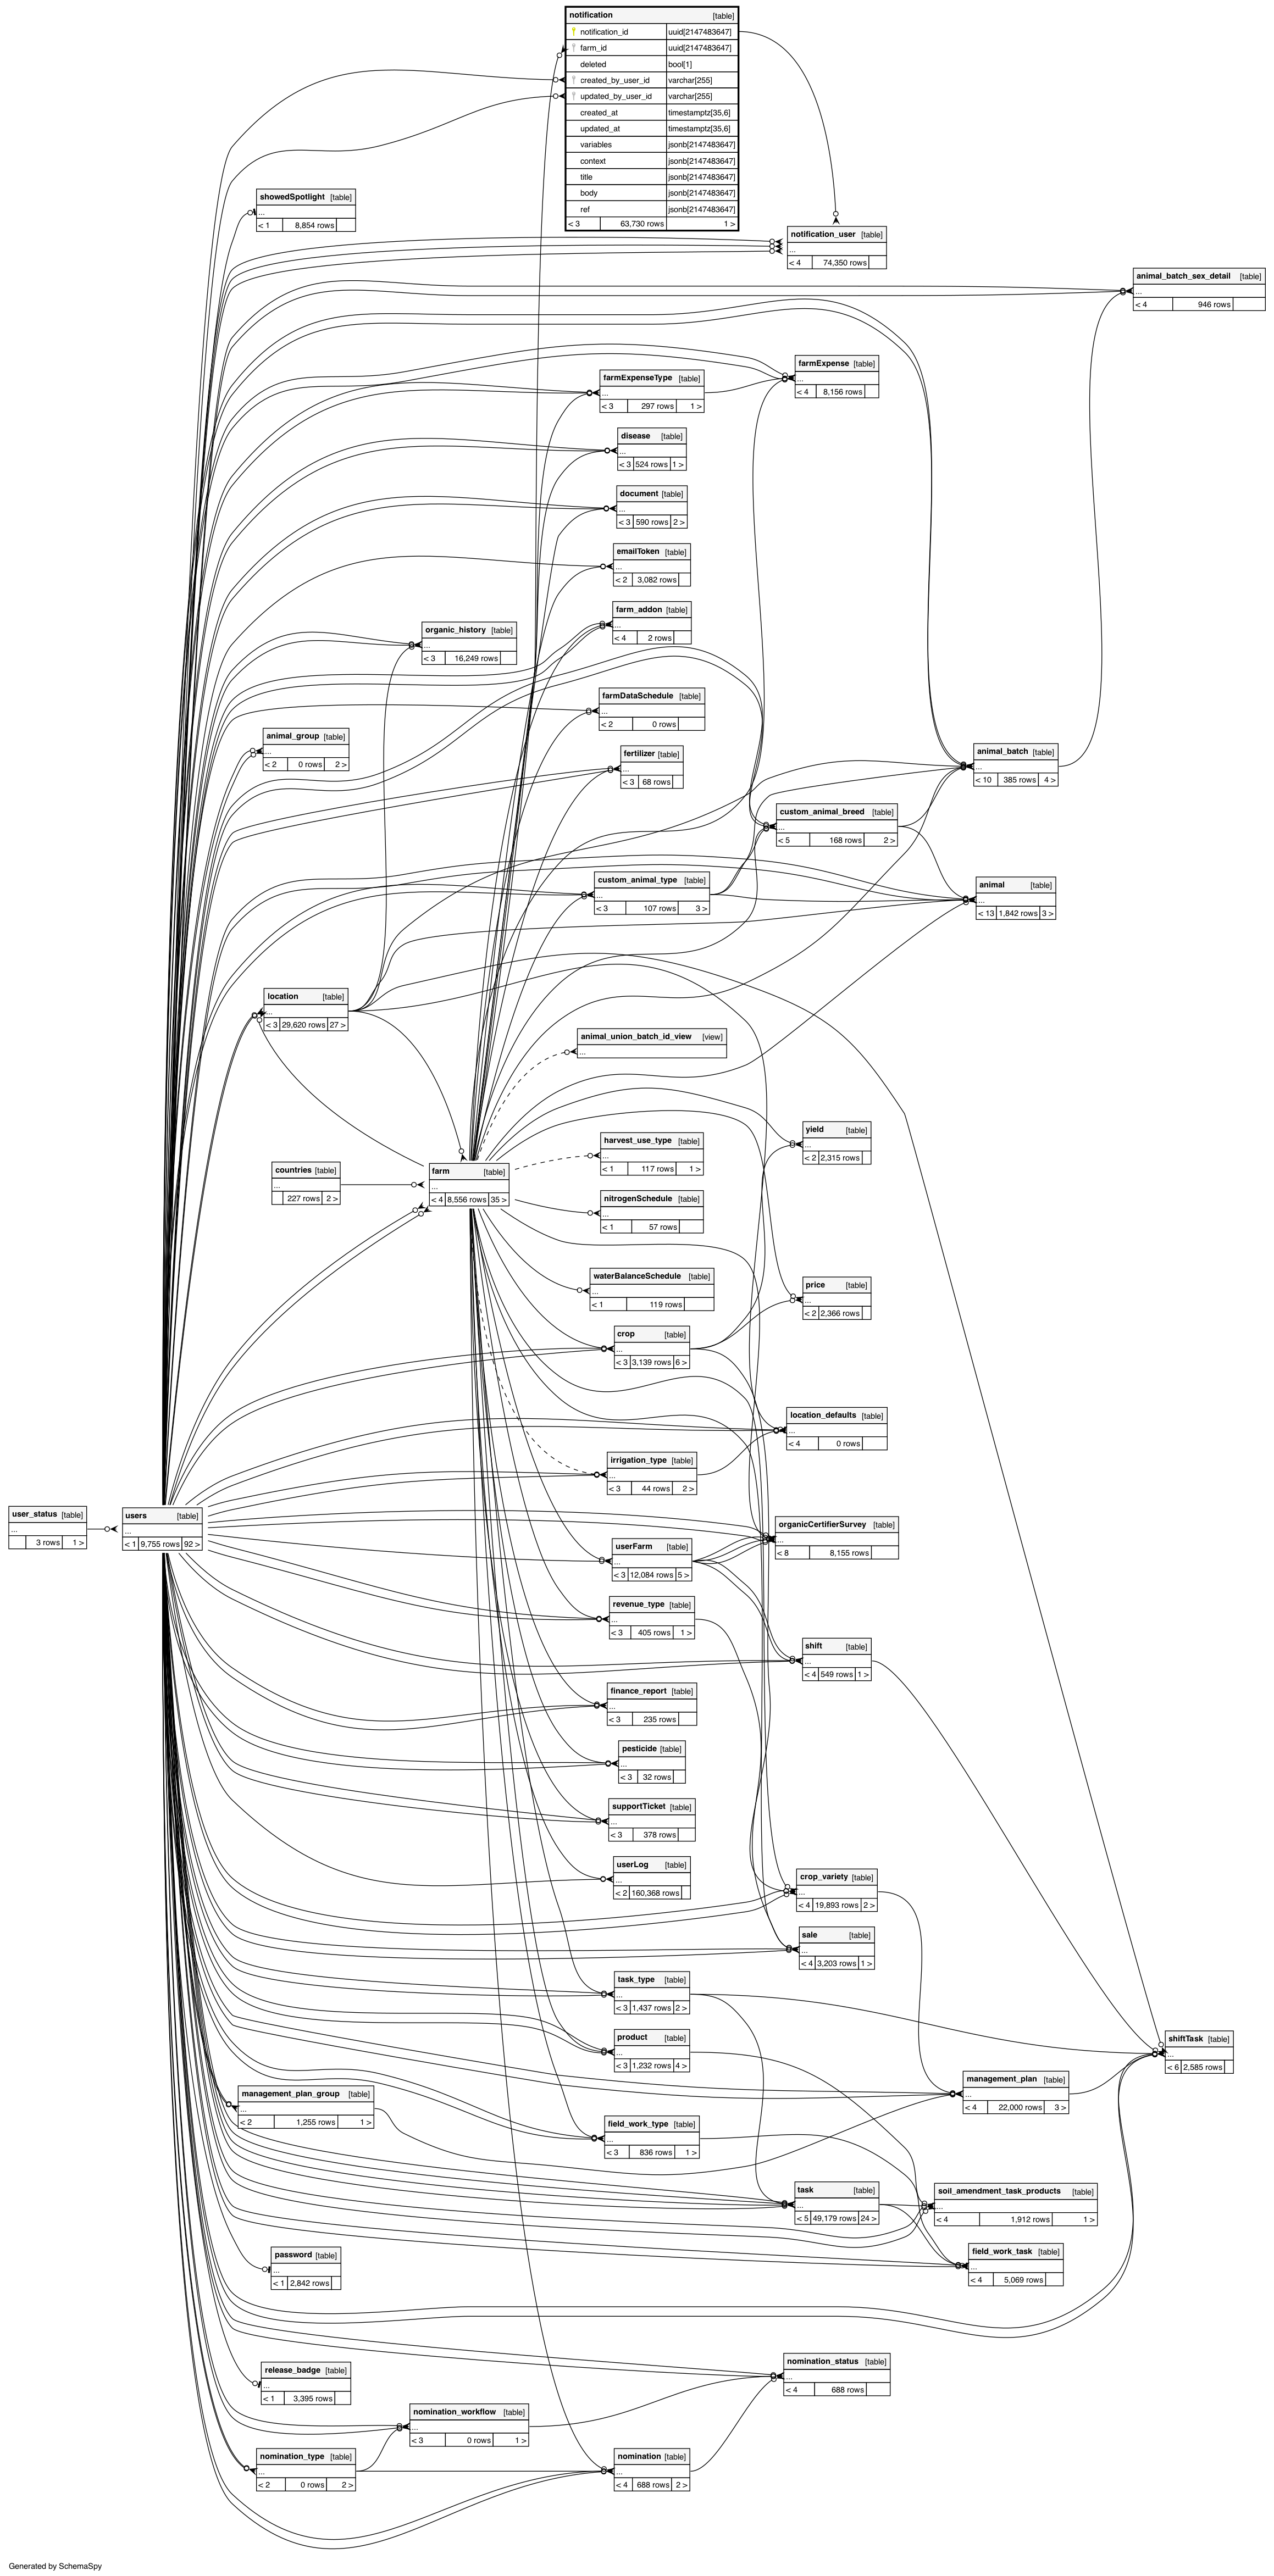 notification [table]
notification_id uuid[2147483647]
farm_id uuid[2147483647]
deleted bool[1]
created_by_user_id varchar[255]
updated_by_user_id varchar[255]
created_at timestamptz[35,6]
updated_at timestamptz[35,6]
variables jsonb[2147483647]
context jsonb[2147483647]
title jsonb[2147483647]
body jsonb[2147483647]
ref jsonb[2147483647]
< 3 63,730 rows 1 >
showedSpotlight [table]
...
< 1 8,854 rows
notification_user [table]
...
< 4 74,350 rows
animal_batch_sex_detail [table]
...
< 4 946 rows
farmExpense [table]
...
< 4 8,156 rows
farmExpenseType [table]
...
< 3 297 rows 1 >
disease [table]
...
< 3 524 rows 1 >
document [table]
...
< 3 590 rows 2 >
emailToken [table]
...
< 2 3,082 rows
farm_addon [table]
...
< 4 2 rows
organic_history [table]
...
< 3 16,249 rows
farmDataSchedule [table]
...
< 2 0 rows
animal_group [table]
...
< 2 0 rows 2 >
fertilizer [table]
...
< 3 68 rows
animal_batch [table]
...
< 10 385 rows 4 >
custom_animal_breed [table]
...
< 5 168 rows 2 >
custom_animal_type [table]
...
< 3 107 rows 3 >
animal [table]
...
< 13 1,842 rows 3 >
location [table]
...
< 3 29,620 rows 27 >
animal_union_batch_id_view [view]
...
yield [table]
...
< 2 2,315 rows
harvest_use_type [table]
...
< 1 117 rows 1 >
countries [table]
...
227 rows 2 >
farm [table]
...
< 4 8,556 rows 35 >
nitrogenSchedule [table]
...
< 1 57 rows
waterBalanceSchedule [table]
...
< 1 119 rows
price [table]
...
< 2 2,366 rows
crop [table]
...
< 3 3,139 rows 6 >
location_defaults [table]
...
< 4 0 rows
irrigation_type [table]
...
< 3 44 rows 2 >
user_status [table]
...
3 rows 1 >
users [table]
...
< 1 9,755 rows 92 >
organicCertifierSurvey [table]
...
< 8 8,155 rows
userFarm [table]
...
< 3 12,084 rows 5 >
revenue_type [table]
...
< 3 405 rows 1 >
shift [table]
...
< 4 549 rows 1 >
finance_report [table]
...
< 3 235 rows
pesticide [table]
...
< 3 32 rows
supportTicket [table]
...
< 3 378 rows
userLog [table]
...
< 2 160,368 rows
crop_variety [table]
...
< 4 19,893 rows 2 >
sale [table]
...
< 4 3,203 rows 1 >
task_type [table]
...
< 3 1,437 rows 2 >
product [table]
...
< 3 1,232 rows 4 >
shiftTask [table]
...
< 6 2,585 rows
management_plan [table]
...
< 4 22,000 rows 3 >
management_plan_group [table]
...
< 2 1,255 rows 1 >
field_work_type [table]
...
< 3 836 rows 1 >
task [table]
...
< 5 49,179 rows 24 >
soil_amendment_task_products [table]
...
< 4 1,912 rows 1 >
field_work_task [table]
...
< 4 5,069 rows
password [table]
...
< 1 2,842 rows
nomination_status [table]
...
< 4 688 rows
release_badge [table]
...
< 1 3,395 rows
nomination_workflow [table]
...
< 3 0 rows 1 >
nomination_type [table]
...
< 2 0 rows 2 >
nomination [table]
...
< 4 688 rows 2 >
Generated by SchemaSpy